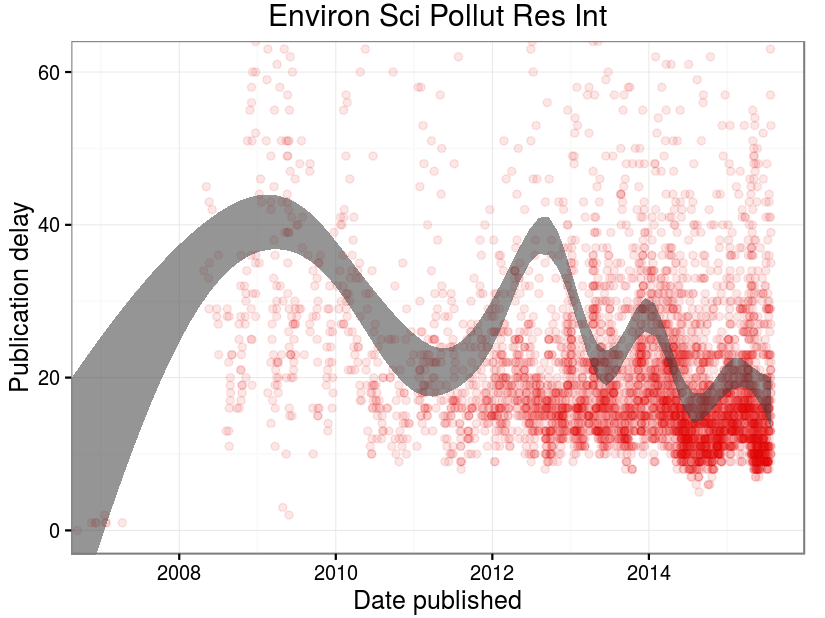 Environ Sci Pollut Res Int
Publication delay
60
40
20
0
2008 2010 2012 2014
Date published